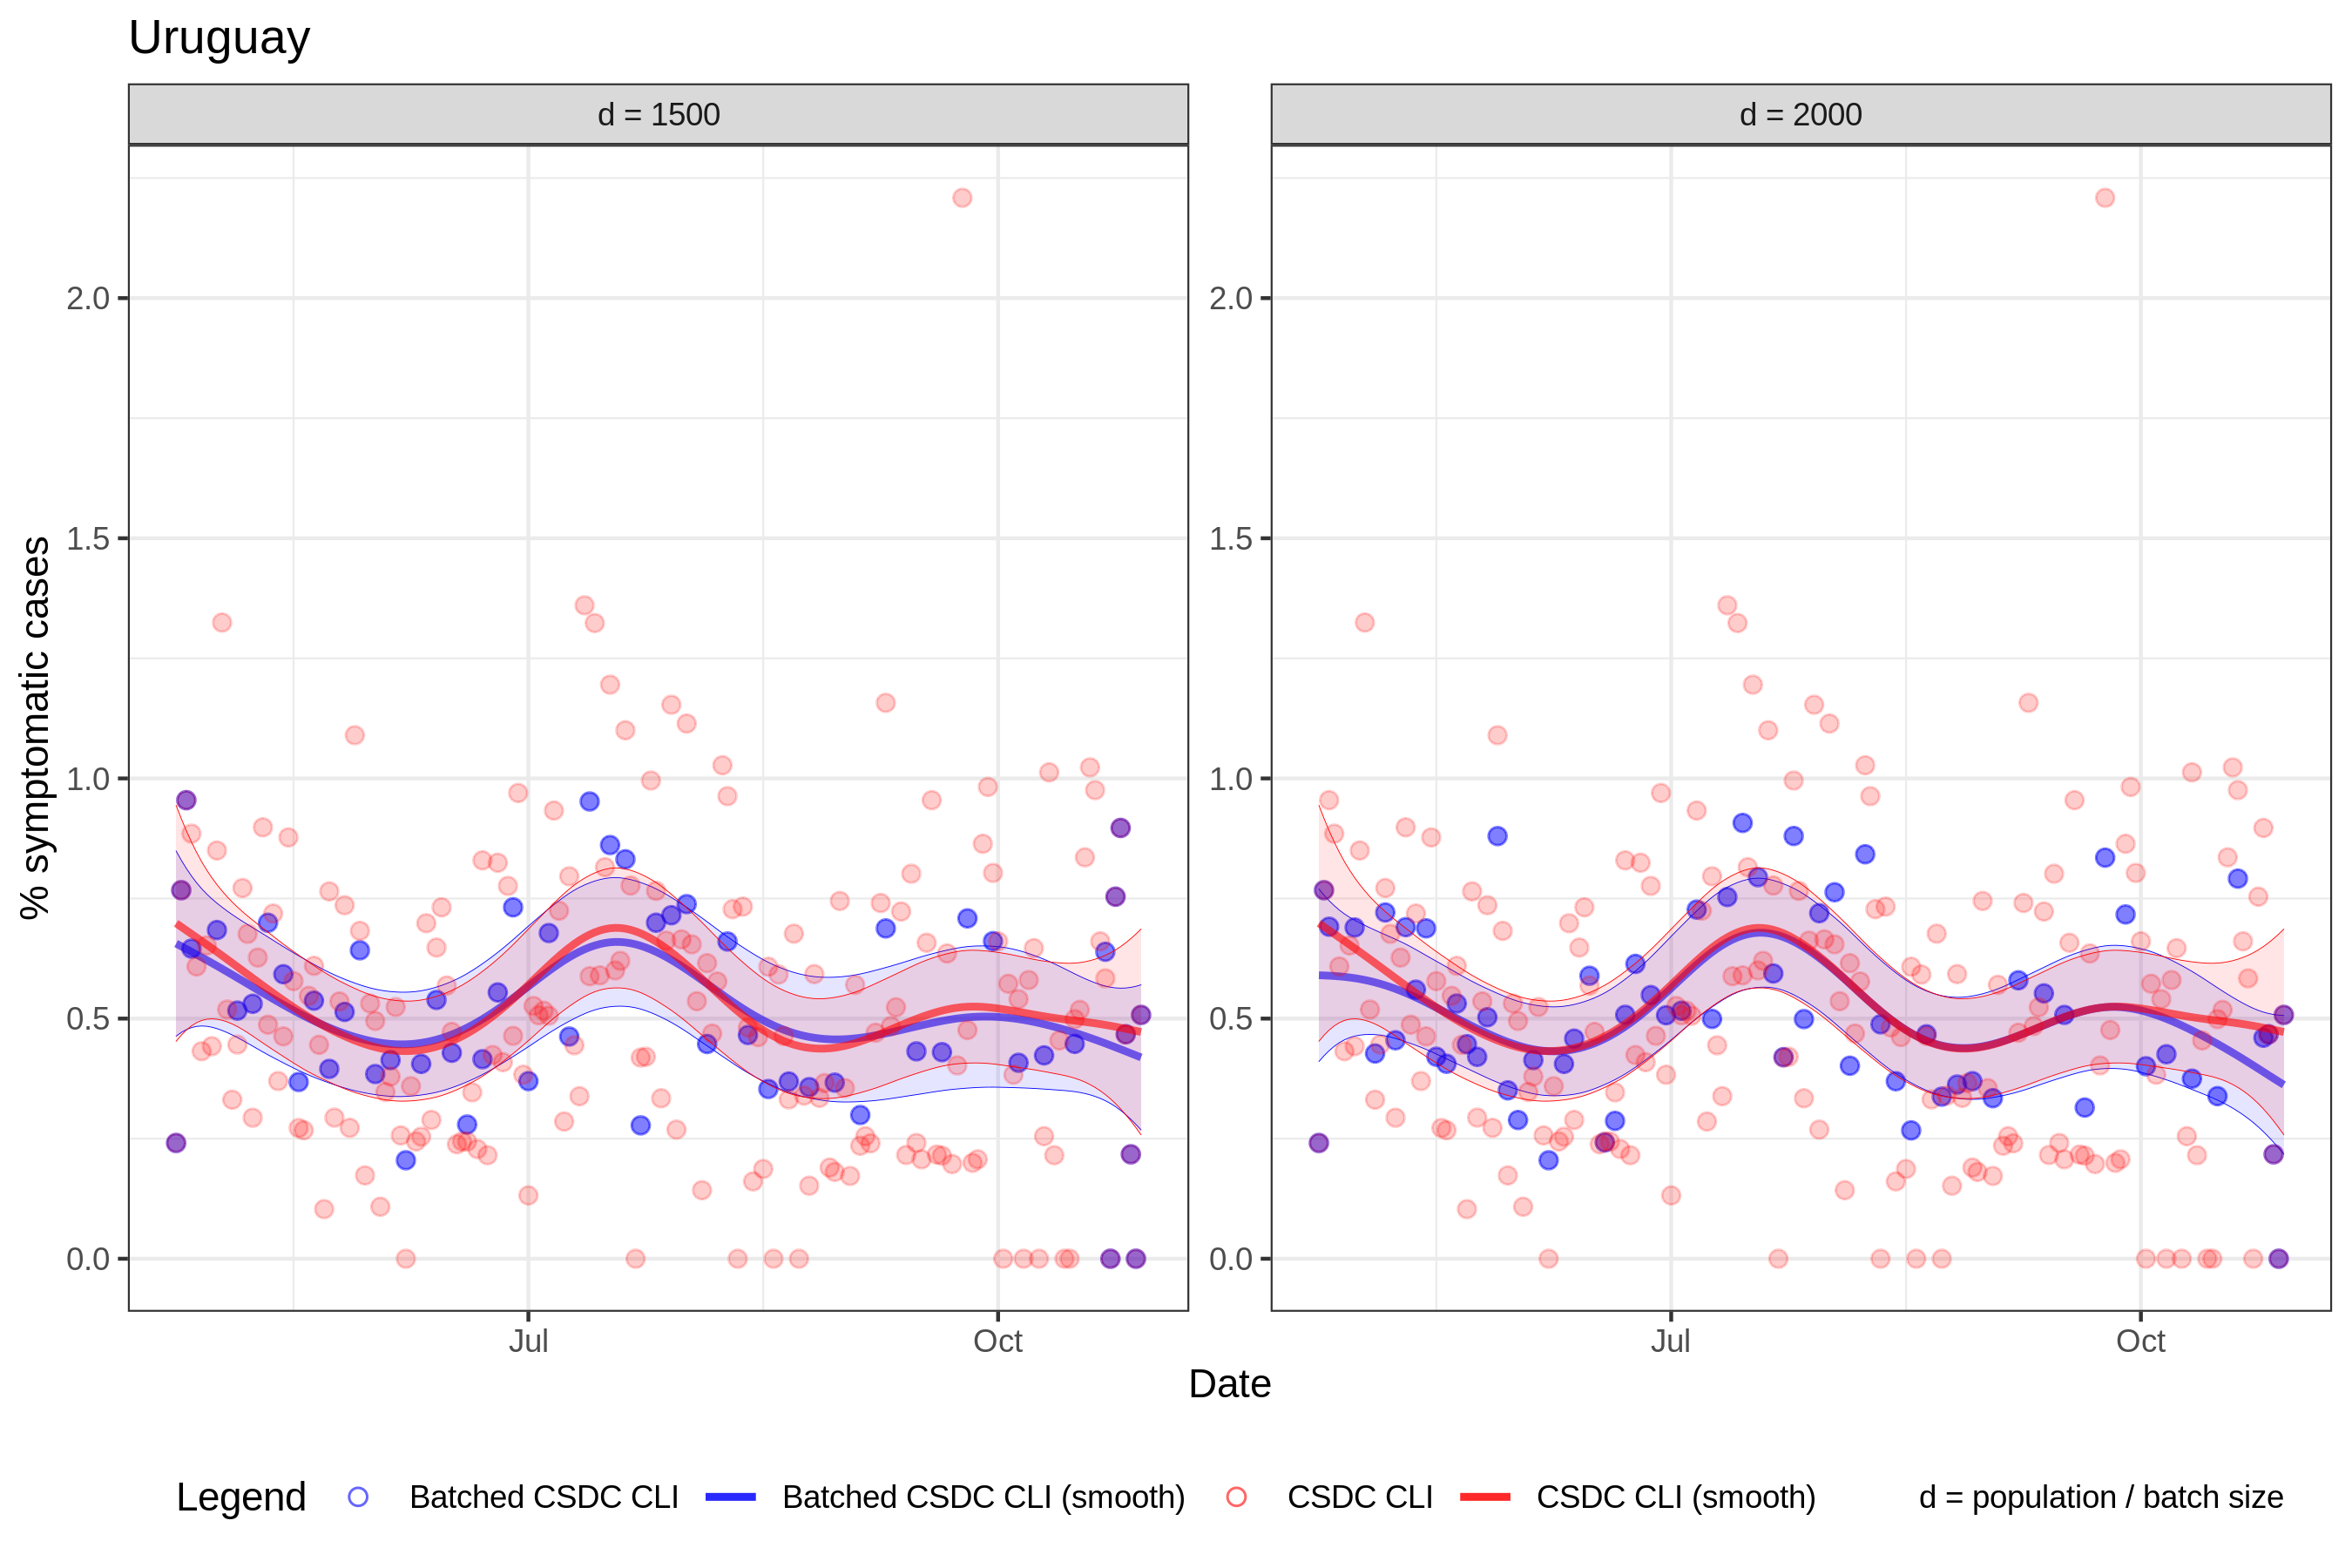 Uruguay
d = 1500
d = 2000
% symptomatic cases
2.0
1.5
1.0
0.5
0.0
2.0
1.5
1.0
0.5
0.0
Jul
Oct
Jul
Oct
Date
Legend Batched CSDC CLI Batched CSDC CLI (smooth) CSDC CLI CSDC CLI (smooth) d = population / batch size